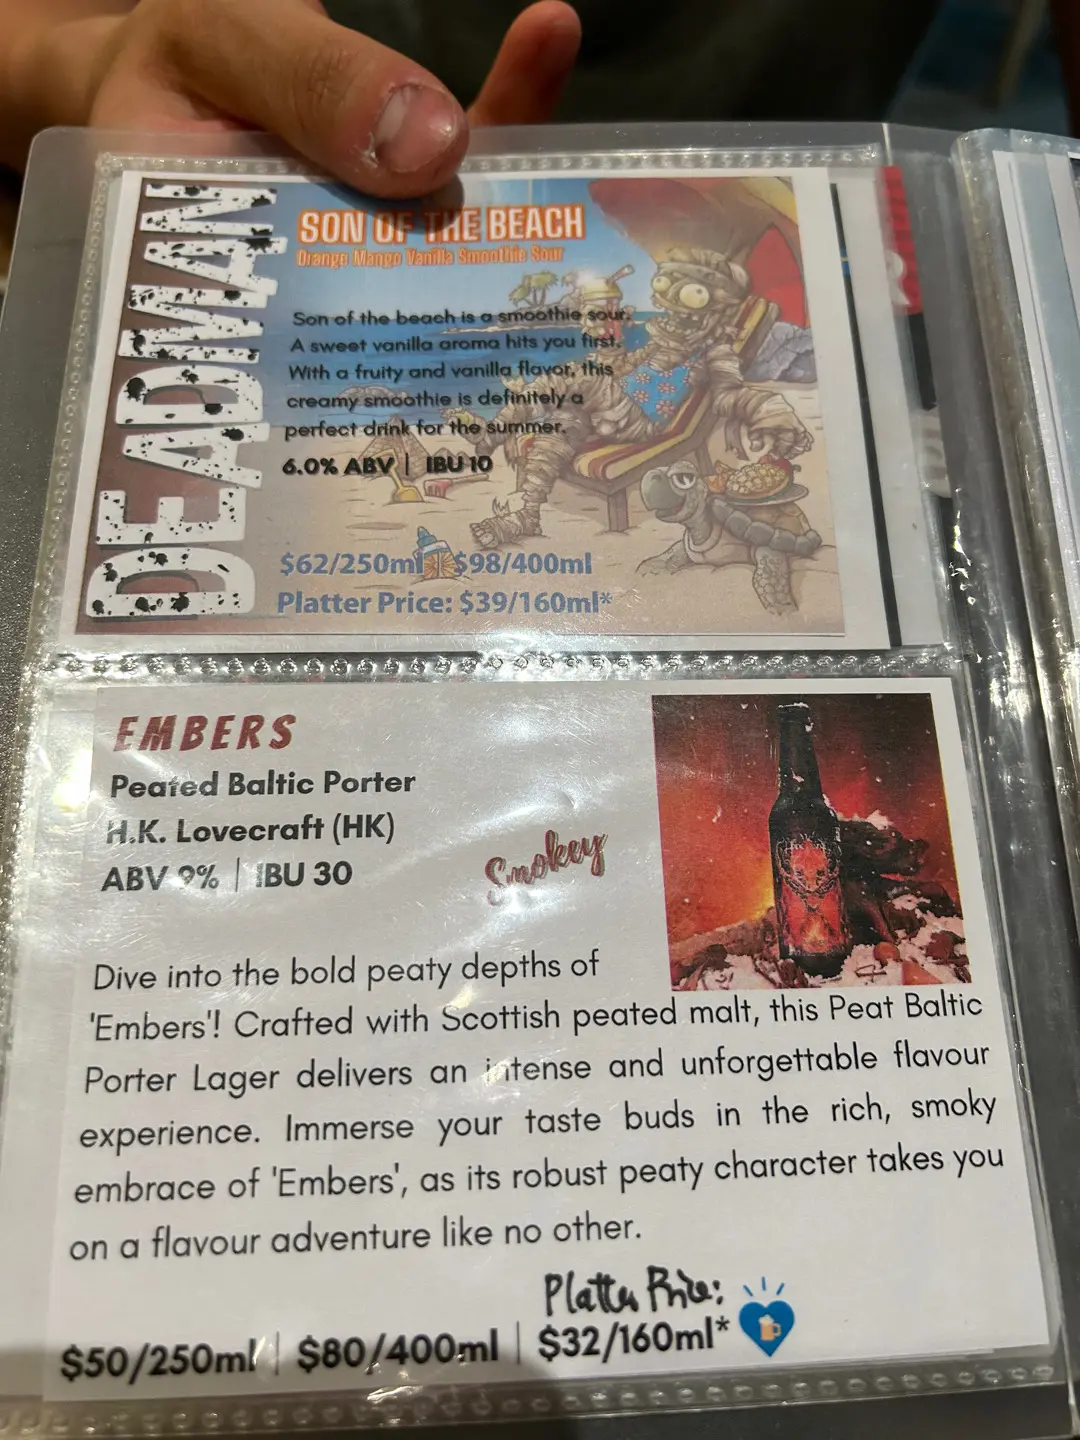 DEADMAN
SON OF THE BEACH
Orange Mango Vanilla Smoothie Sour
Son of the beach is a smoothie sour.
A sweet vanilla aroma hits you first.
With a fruity and vanilla flavor, this
creamy smoothie is definitely a
perfect drink for the summer.
6.0% ABV | IBU 10
$62/250ml | $98/400ml
Platter Price: $39/160ml*
EMBERS
Peated Baltic Porter
H.K. Lovecraft (HK)
ABV 9% | IBU 30
Smokey
Dive into the bold peaty depths of
'Embers'! Crafted with Scottish peated malt, this Peat Baltic
Porter Lager delivers an intense and unforgettable flavour
experience. Immerse your taste buds in the rich, smoky
embrace of 'Embers', as its robust peaty character takes you
on a flavour adventure like no other.
Platter Price:
$50/250ml | $80/400ml | $32/160ml*